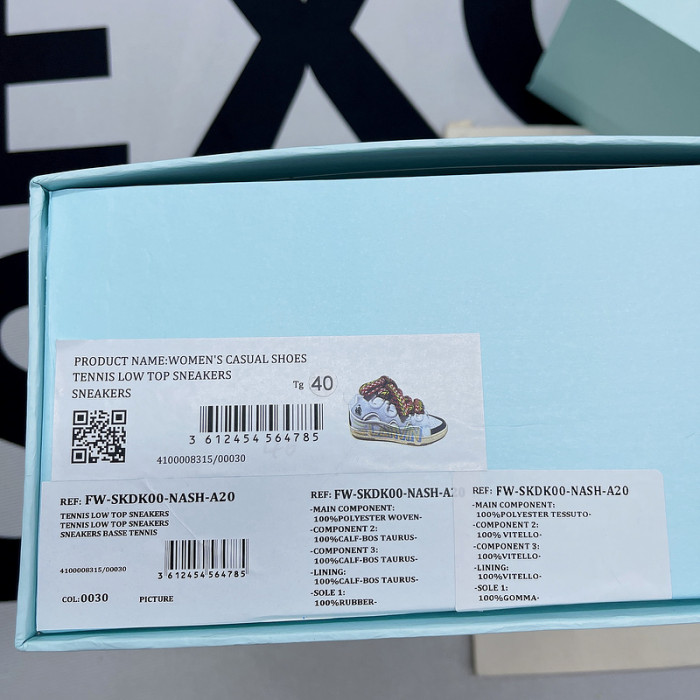 EX
PRODUCT NAME:WOMEN'S CASUAL SHOES
TENNIS LOW TOP SNEAKERS
SNEAKERS
Tg 40
3 612454 564785
4100008315/00030
REF: FW-SKDK00-NASH-A20
TENNIS LOW TOP SNEAKERS
TENNIS LOW TOP SNEAKERS
SNEAKERS BASSE TENNIS
4100008315/00030
3 612454 564785
COL:0030 PICTURE
REF: FW-SKDK00-NASH-A20
-MAIN COMPONENT:
100%POLYESTER WOVEN-
-COMPONENT 2:
100%CALF-BOS TAURUS-
-COMPONENT 3:
100%CALF-BOS TAURUS-
-LINING:
100%CALF-BOS TAURUS-
-SOLE 1:
100%RUBBER-
REF: FW-SKDK00-NASH-A20
-MAIN COMPONENT:
100%POLYESTER TESSUTO-
-COMPONENT 2:
100% VITELLO-
-COMPONENT 3:
100%VITELLO-
-LINING:
100%VITELLO-
-SOLE 1:
100%GOMMA-